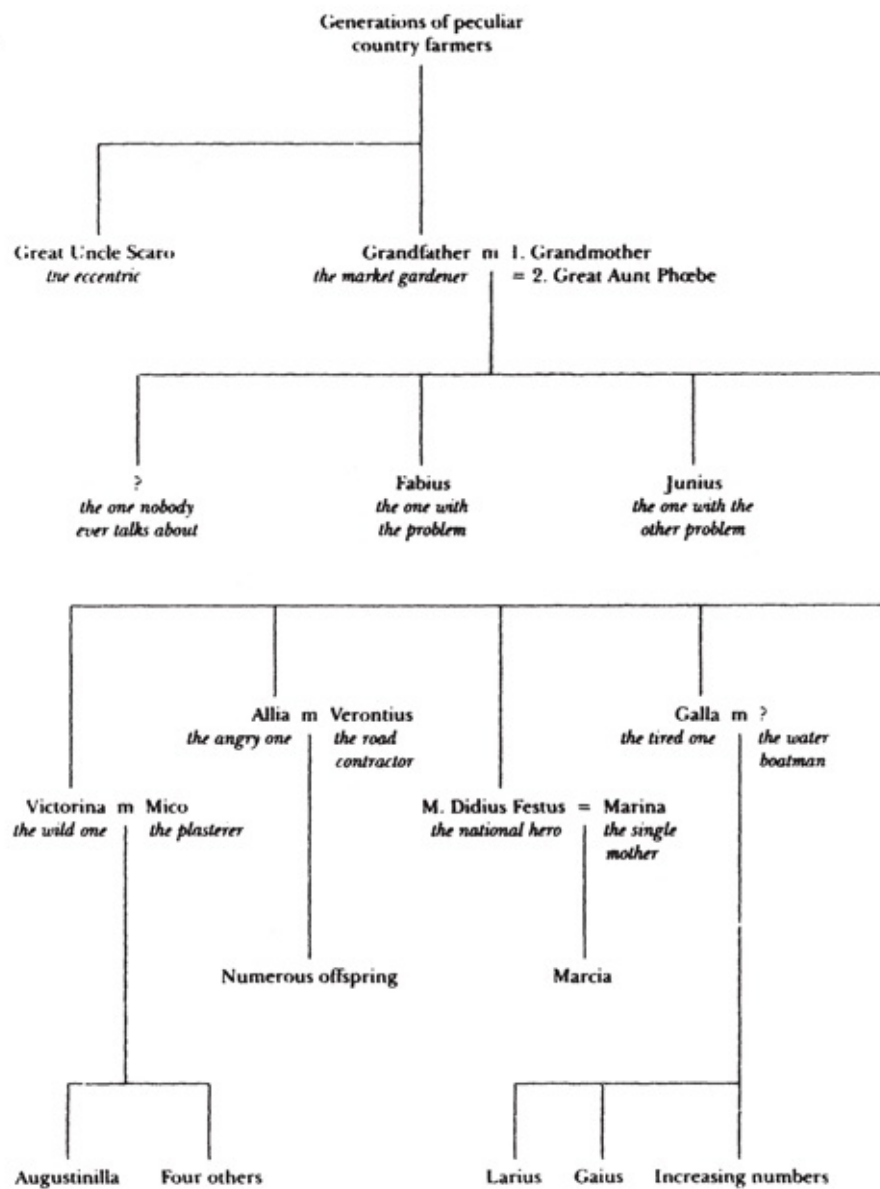 Generations of peculiar
country farmers
Great Uncle Scaro
the eccentric
Grandfather m 1. Grandmother
the market gardener = 2. Great Aunt Phœbe
?
the one nobody
ever talks about
Fabius
the one with
the problem
Junius
the one with the
other problem
Allia m Verontius
the angry one the road
contractor
Galla m ?
the tired one the water
boatman
Victorina m Mico
the wild one the plasterer
M. Didius Festus = Marina
the national hero the single
mother
Numerous offspring
Marcia
Augustinilla
Four others
Larius
Gaius
Increasing numbers